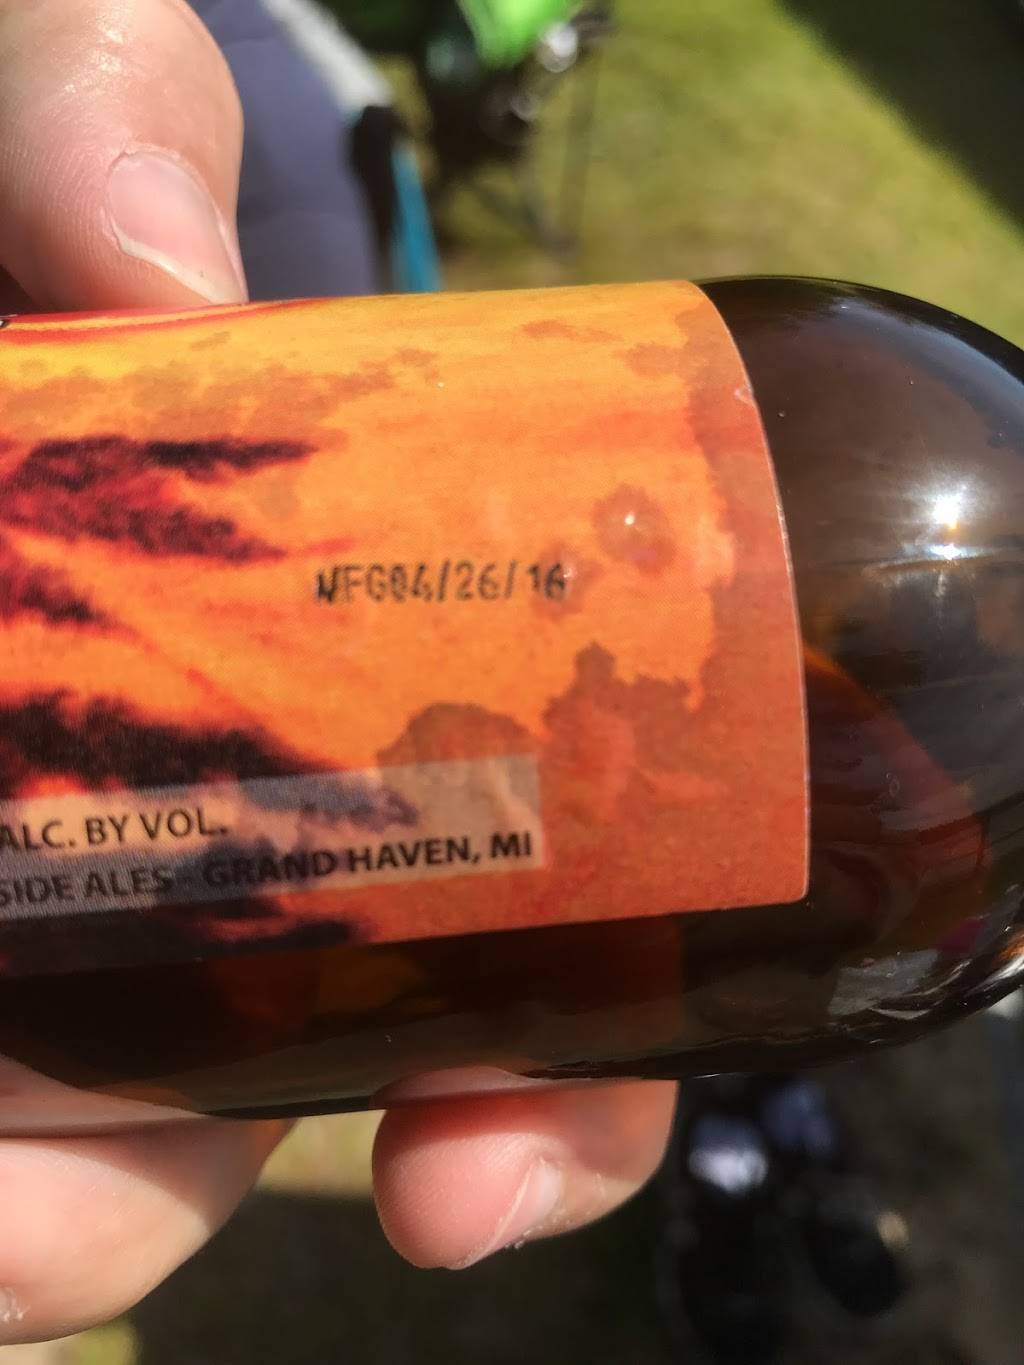 MFG04/26/16
ALC. BY VOL.
SIDE ALES - GRAND HAVEN, MI